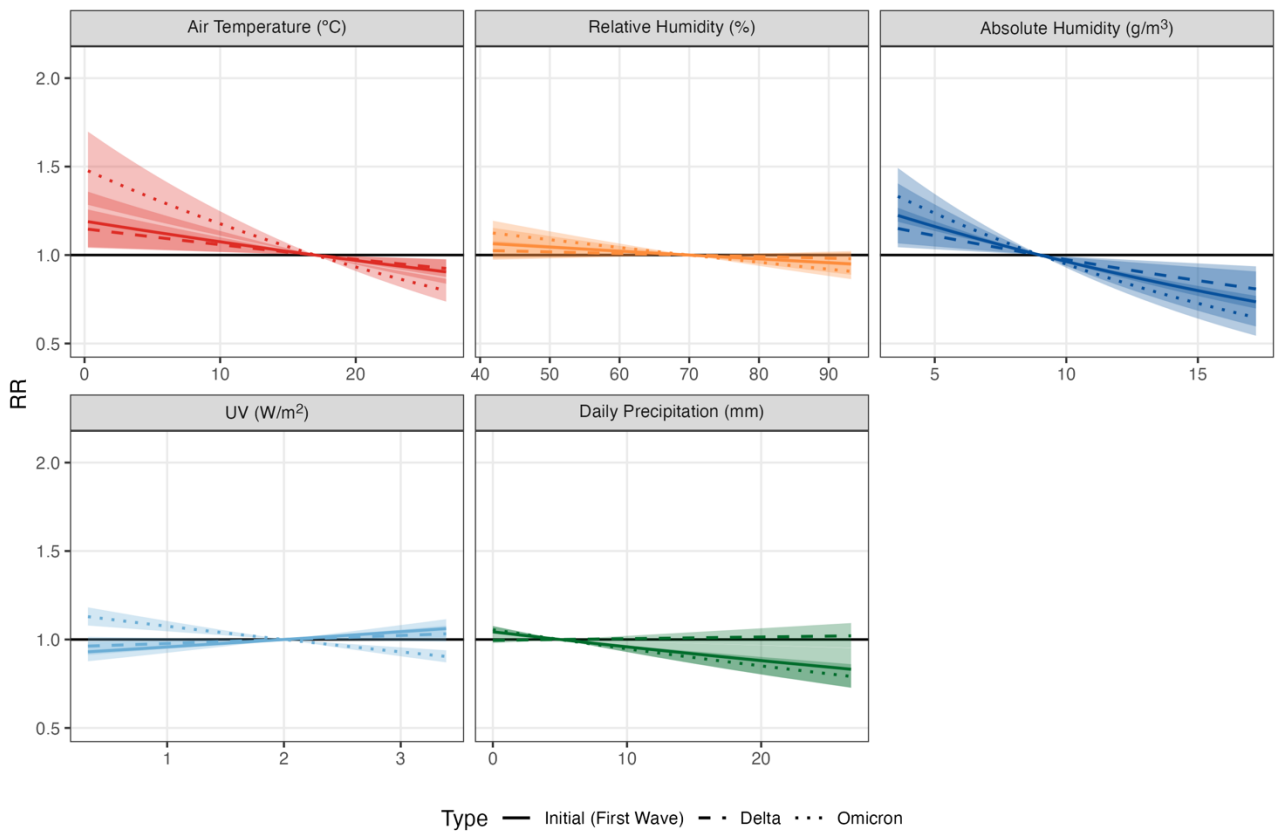 Air Temperature (°C) Relative Humidity (%) Absolute Humidity (g/m³)
2.0
1.5
1.0
0.5
0 10 20 40 50 60 70 80 90 5 10 15
RR
UV (W/m²) Daily Precipitation (mm)
2.0
1.5
1.0
0.5
1 2 3 0 10 20
Type Initial (First Wave) Delta Omicron